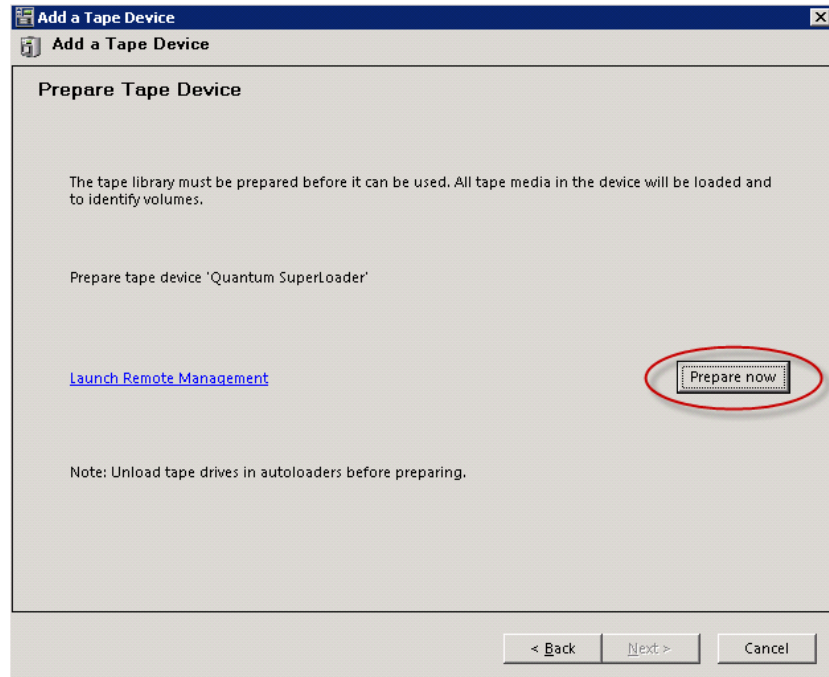 Add a Tape Device
Add a Tape Device
Prepare Tape Device
The tape library must be prepared before it can be used. All tape media in the device will be loaded and
to identify volumes.
Prepare tape device 'Quantum SuperLoader'
Launch Remote Management
Prepare now
Note: Unload tape drives in autoloaders before preparing.
< Back
Next >
Cancel